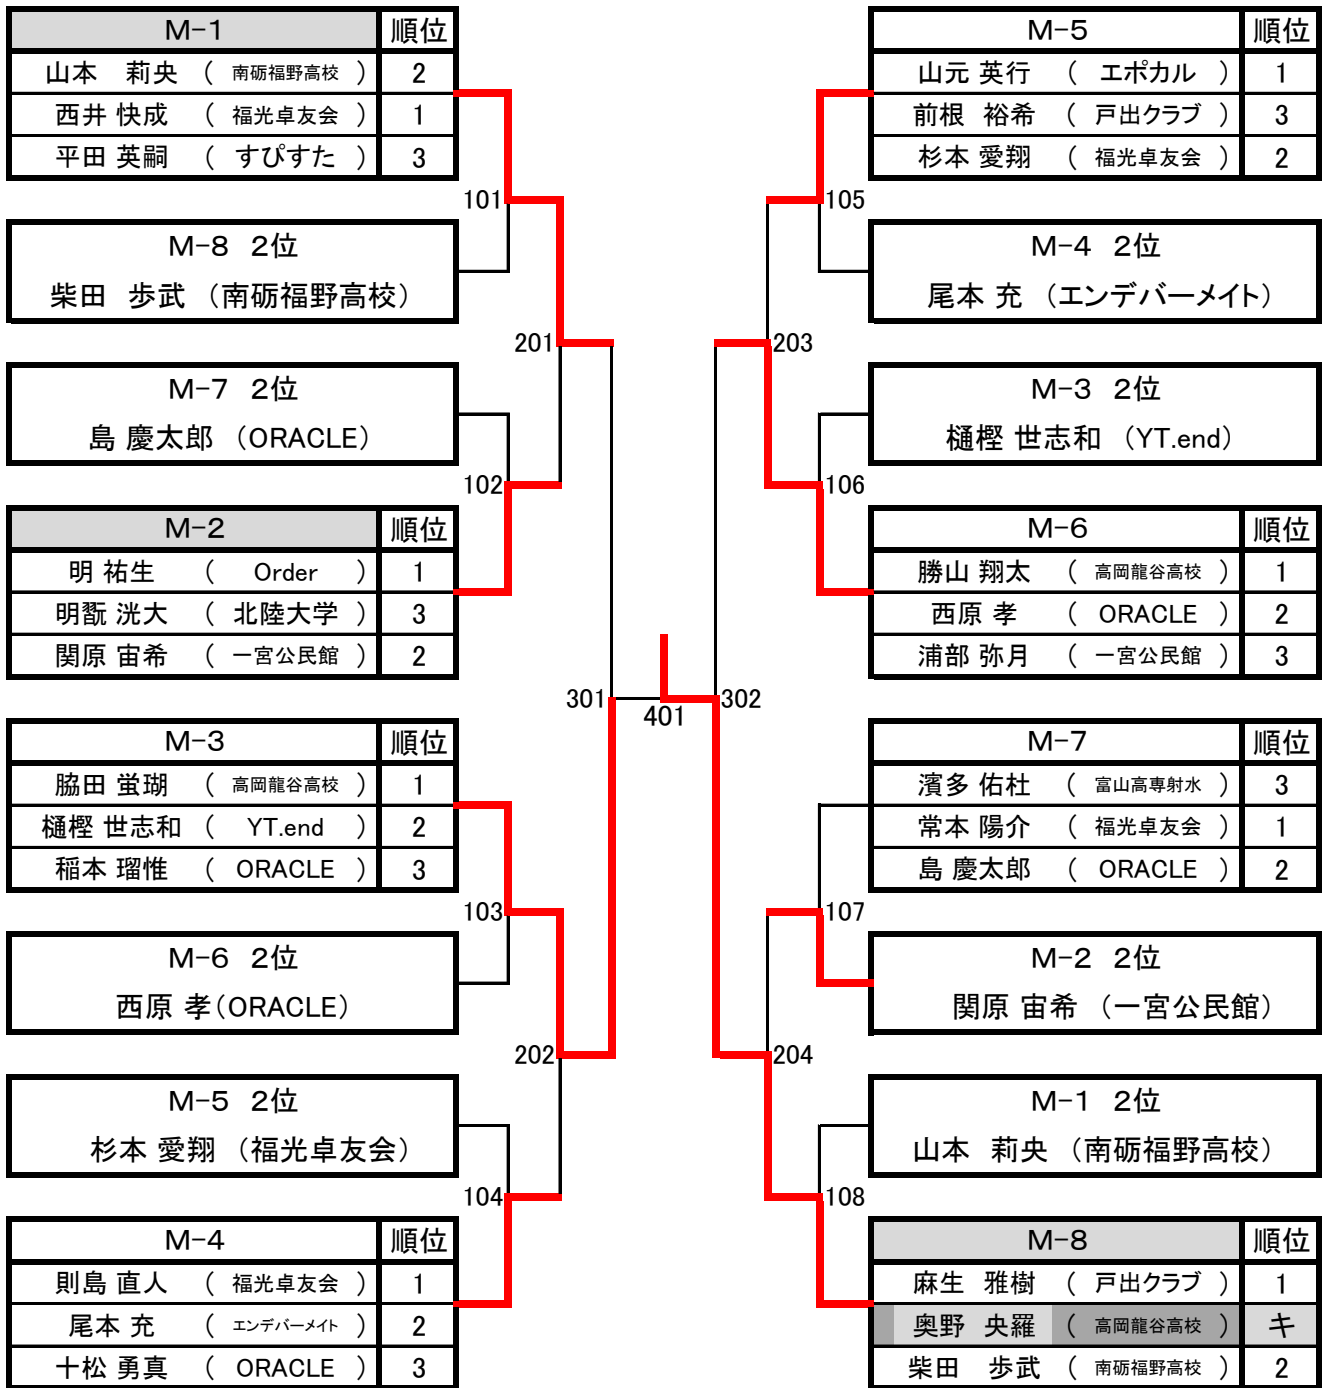 M-1 順位
山本 莉央 ( 南砺福野高校 ) 2
西井 快成 ( 福光卓友会 ) 1
平田 英嗣 ( すぴすた ) 3
101
M-8 2位
柴田 歩武 (南砺福野高校)
201
M-7 2位
島 慶太郎 (ORACLE)
102
M-2 順位
明 祐生 ( Order ) 1
明翫 洸大 ( 北陸大学 ) 3
関原 宙希 ( 一宮公民館 ) 2
301
M-3 順位
脇田 蛍瑚 ( 高岡龍谷高校 ) 1
樋樫 世志和 ( YT.end ) 2
稲本 瑠惟 ( ORACLE ) 3
103
M-6 2位
西原 孝(ORACLE)
202
M-5 2位
杉本 愛翔 (福光卓友会)
104
M-4 順位
則島 直人 ( 福光卓友会 ) 1
尾本 充 ( エンデバーメイト ) 2
十松 勇真 ( ORACLE ) 3
401
M-5 順位
山元 英行 ( エポカル ) 1
前根 裕希 ( 戸出クラブ ) 3
杉本 愛翔 ( 福光卓友会 ) 2
105
M-4 2位
尾本 充 (エンデバーメイト)
203
M-3 2位
樋樫 世志和 (YT.end)
106
M-6 順位
勝山 翔太 ( 高岡龍谷高校 ) 1
西原 孝 ( ORACLE ) 2
浦部 弥月 ( 一宮公民館 ) 3
302
M-7 順位
濱多 佑杜 ( 富山高専射水 ) 3
常本 陽介 ( 福光卓友会 ) 1
島 慶太郎 ( ORACLE ) 2
107
M-2 2位
関原 宙希 (一宮公民館)
204
M-1 2位
山本 莉央 (南砺福野高校)
108
M-8 順位
麻生 雅樹 ( 戸出クラブ ) 1
奥野 央羅 ( 高岡龍谷高校 ) キ
柴田 歩武 ( 南砺福野高校 ) 2